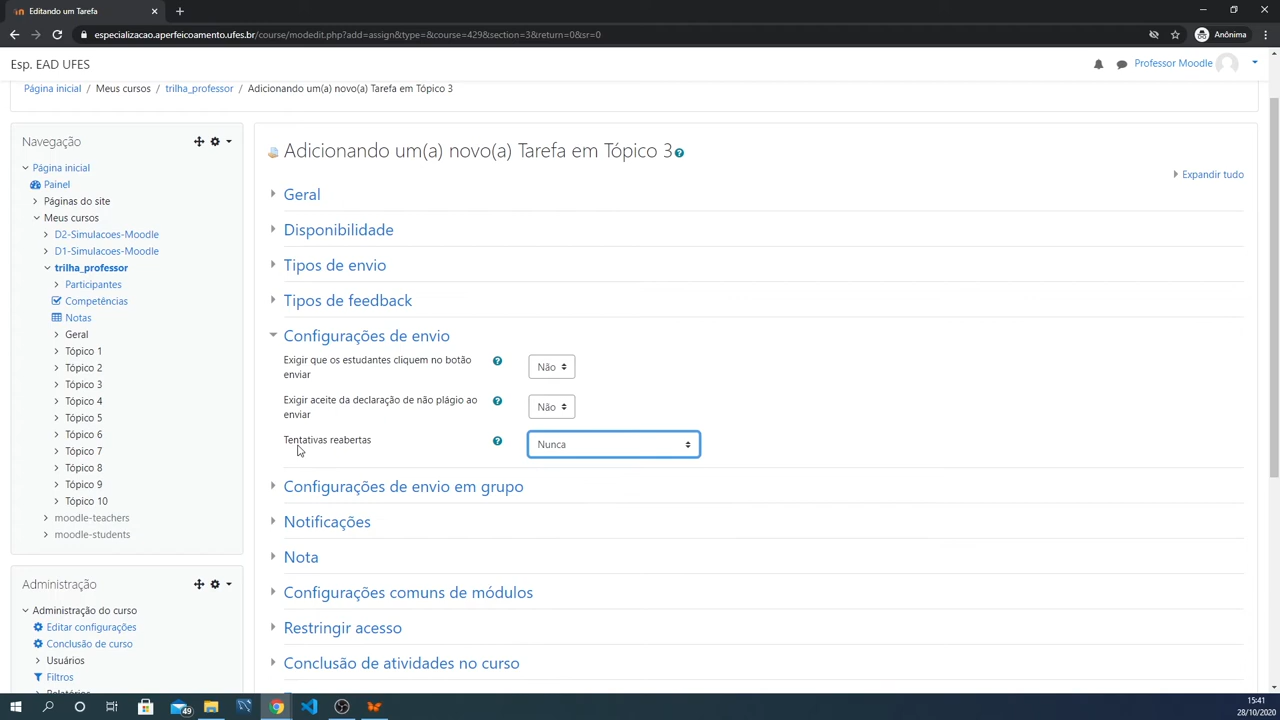 Editando um Tarefa
especializacao.aperfeicoamento.ufes.br/course/modedit.php?add=assign&type=&course=429&section=3&return=0&sr=0
Anônima
Esp. EAD UFES
Professor Moodle
Página inicial / Meus cursos / trilha_professor / Adicionando um(a) novo(a) Tarefa em Tópico 3
Navegação
Página inicial
Painel
Páginas do site
Meus cursos
D2-Simulacoes-Moodle
D1-Simulacoes-Moodle
trilha_professor
Participantes
Competências
Notas
Geral
Tópico 1
Tópico 2
Tópico 3
Tópico 4
Tópico 5
Tópico 6
Tópico 7
Tópico 8
Tópico 9
Tópico 10
moodle-teachers
moodle-students
Administração
Administração do curso
Editar configurações
Conclusão de curso
Usuários
Filtros
Relatórios
Adicionando um(a) novo(a) Tarefa em Tópico 3
Expandir tudo
Geral
Disponibilidade
Tipos de envio
Tipos de feedback
Configurações de envio
Exigir que os estudantes cliquem no botão
enviar
Não
Exigir aceite da declaração de não plágio ao
enviar
Não
Tentativas reabertas
Nunca
Configurações de envio em grupo
Notificações
Nota
Configurações comuns de módulos
Restringir acesso
Conclusão de atividades no curso
49
15:41
28/10/2020